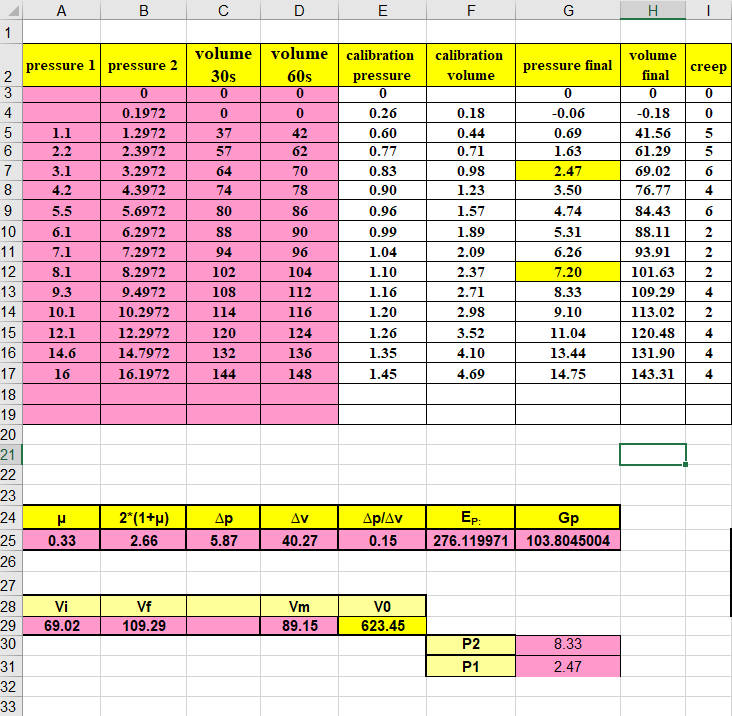 A B C D E F G H I
1
2 pressure 1 pressure 2 volume 30s volume 60s calibration pressure calibration volume pressure final volume final creep
3 0 0 0 0 0 0 0
4 0.1972 0 0 0.26 0.18 -0.06 -0.18 0
5 1.1 1.2972 37 42 0.60 0.44 0.69 41.56 5
6 2.2 2.3972 57 62 0.77 0.71 1.63 61.29 5
7 3.1 3.2972 64 70 0.83 0.98 2.47 69.02 6
8 4.2 4.3972 74 78 0.90 1.23 3.50 76.77 4
9 5.5 5.6972 80 86 0.96 1.57 4.74 84.43 6
10 6.1 6.2972 88 90 0.99 1.89 5.31 88.11 2
11 7.1 7.2972 94 96 1.04 2.09 6.26 93.91 2
12 8.1 8.2972 102 104 1.10 2.37 7.20 101.63 2
13 9.3 9.4972 108 112 1.16 2.71 8.33 109.29 4
14 10.1 10.2972 114 116 1.20 2.98 9.10 113.02 2
15 12.1 12.2972 120 124 1.26 3.52 11.04 120.48 4
16 14.6 14.7972 132 136 1.35 4.10 13.44 131.90 4
17 16 16.1972 144 148 1.45 4.69 14.75 143.31 4
18
19
20
21
22
23
24 μ 2*(1+μ) Δp Δv Δp/Δv EP: Gp
25 0.33 2.66 5.87 40.27 0.15 276.119971 103.8045004
26
27
28 Vi Vf Vm V0
29 69.02 109.29 89.15 623.45
30 P2 8.33
31 P1 2.47
32
33